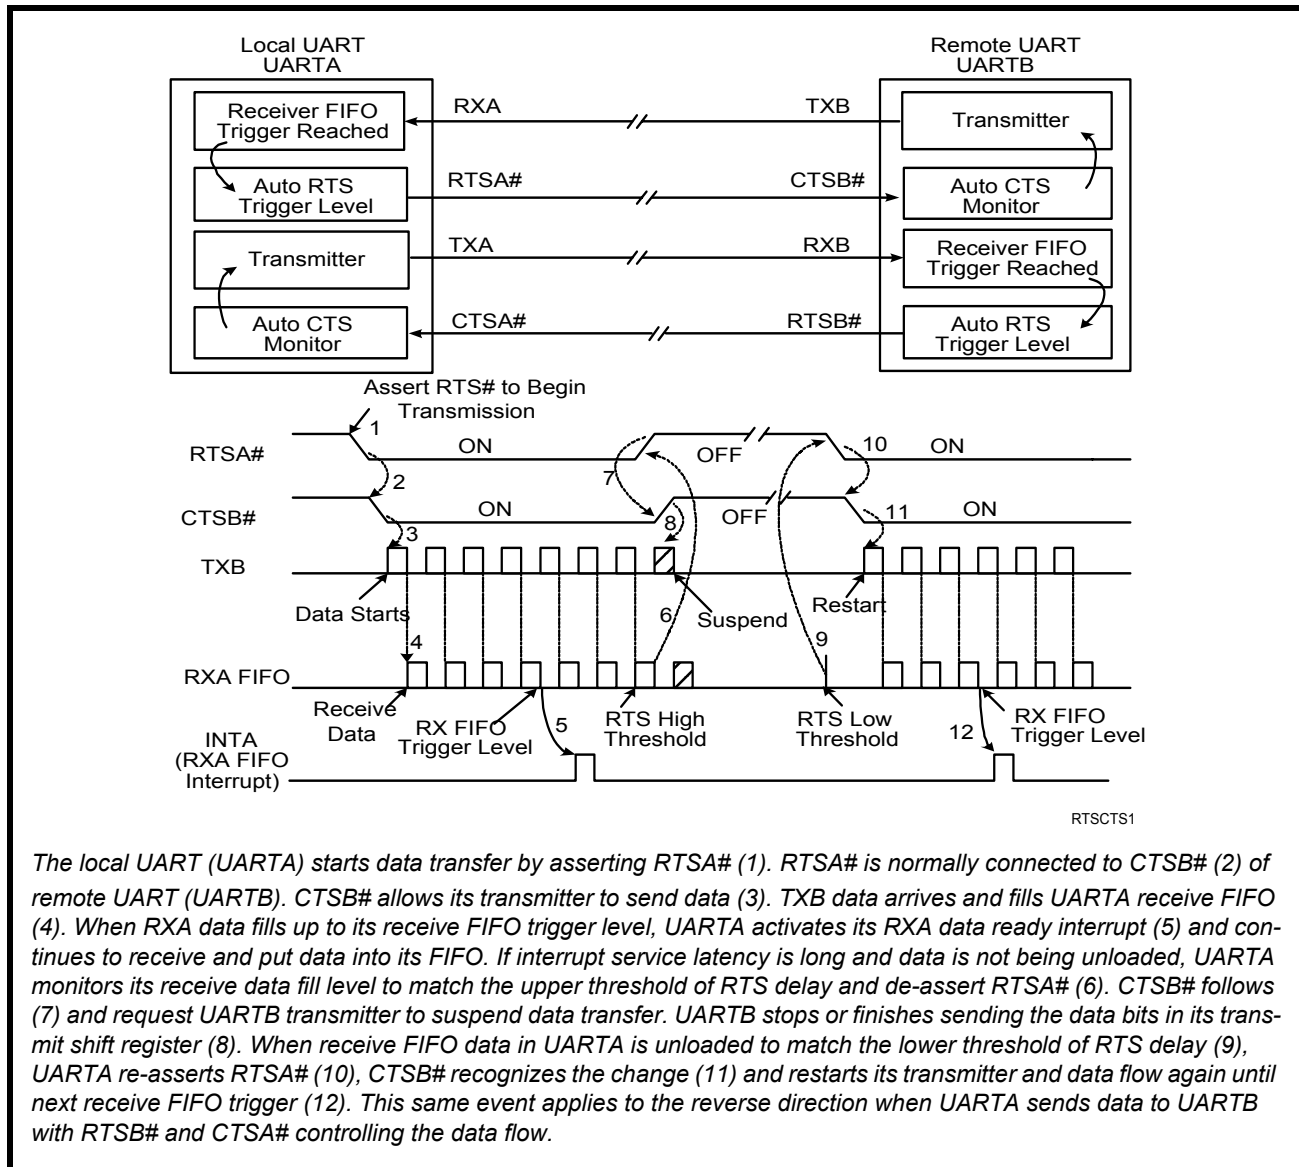 Local UART
UARTA
Remote UART
UARTB
Receiver FIFO
Trigger Reached
RXA
TXB
Transmitter
Auto RTS
Trigger Level
RTSA#
CTSB#
Auto CTS
Monitor
Transmitter
TXA
RXB
Receiver FIFO
Trigger Reached
Auto CTS
Monitor
CTSA#
RTSB#
Auto RTS
Trigger Level
Assert RTS# to Begin
Transmission
RTSA#
1
ON
7
OFF
10
ON
2
CTSB#
3
ON
8
OFF
11
ON
TXB
Data Starts
6
Suspend
Restart
4
9
RXA FIFO
Receive
Data
RX FIFO
Trigger Level
5
RTS High
Threshold
RTS Low
Threshold
12
RX FIFO
Trigger Level
INTA
(RXA FIFO
Interrupt)
RTSCTS1
The local UART (UARTA) starts data transfer by asserting RTSA# (1). RTSA# is normally connected to CTSB# (2) of
remote UART (UARTB). CTSB# allows its transmitter to send data (3). TXB data arrives and fills UARTA receive FIFO
(4). When RXA data fills up to its receive FIFO trigger level, UARTA activates its RXA data ready interrupt (5) and con-
tinues to receive and put data into its FIFO. If interrupt service latency is long and data is not being unloaded, UARTA
monitors its receive data fill level to match the upper threshold of RTS delay and de-assert RTSA# (6). CTSB# follows
(7) and request UARTB transmitter to suspend data transfer. UARTB stops or finishes sending the data bits in its trans-
mit shift register (8). When receive FIFO data in UARTA is unloaded to match the lower threshold of RTS delay (9),
UARTA re-asserts RTSA# (10), CTSB# recognizes the change (11) and restarts its transmitter and data flow again until
next receive FIFO trigger (12). This same event applies to the reverse direction when UARTA sends data to UARTB
with RTSB# and CTSA# controlling the data flow.